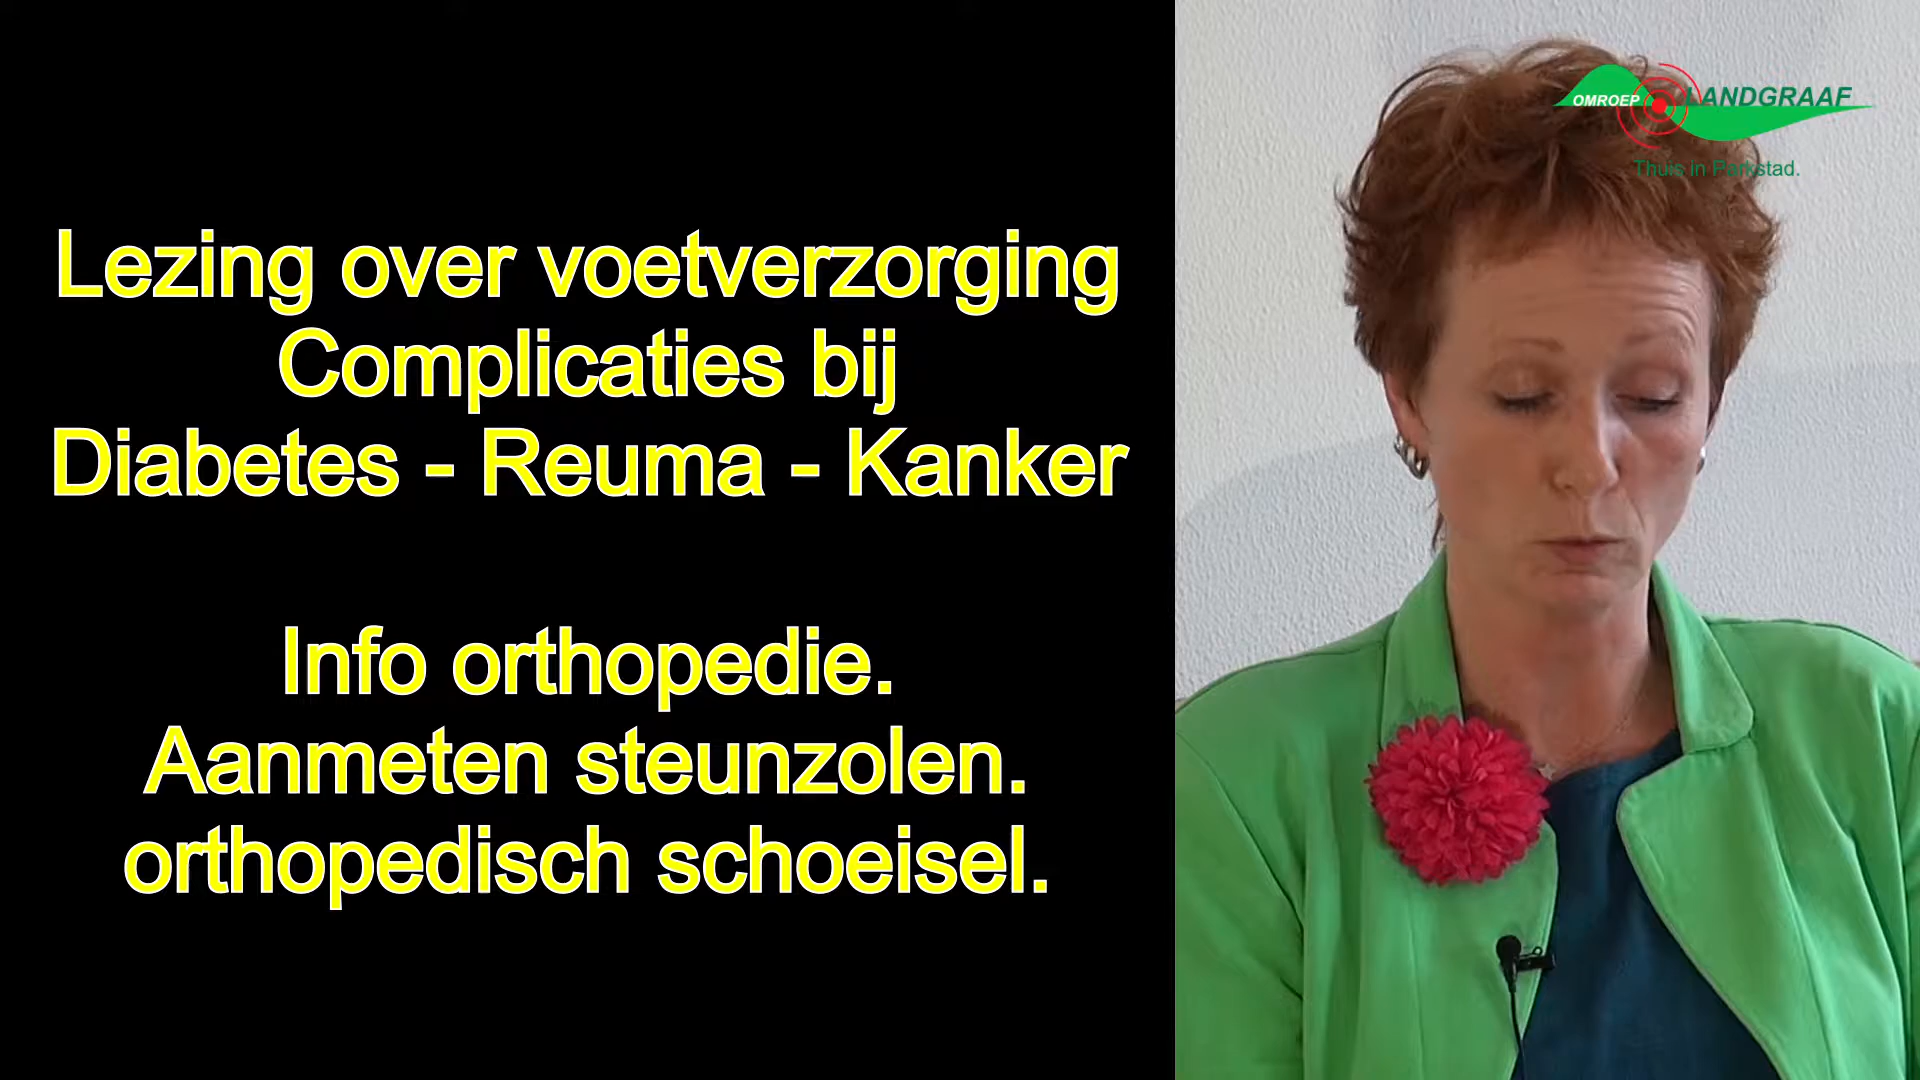 Lezing over voetverzorging
Complicaties bij
Diabetes - Reuma - Kanker
Info orthopedie.
Aanmeten steunzolen.
orthopedisch schoeisel.
OMROEP LANDGRAAF
Thuis in Parkstad.